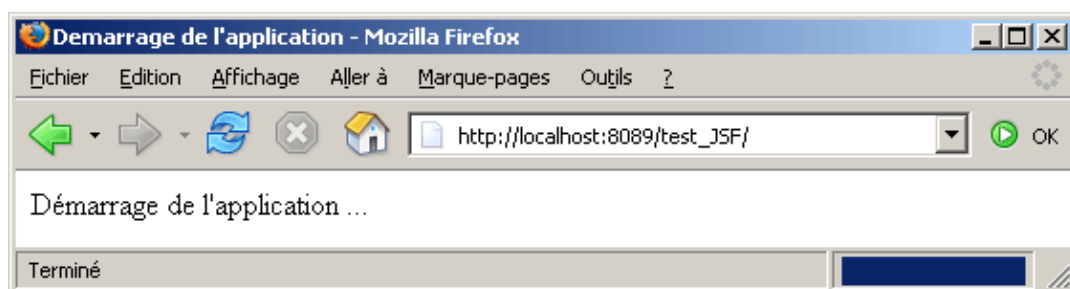 Demarrage de l'application - Mozilla Firefox
Fichier Edition Affichage Aller à Marque-pages Outils ?
http://localhost:8089/test_JSF/ OK
Démarrage de l'application ...
Terminé